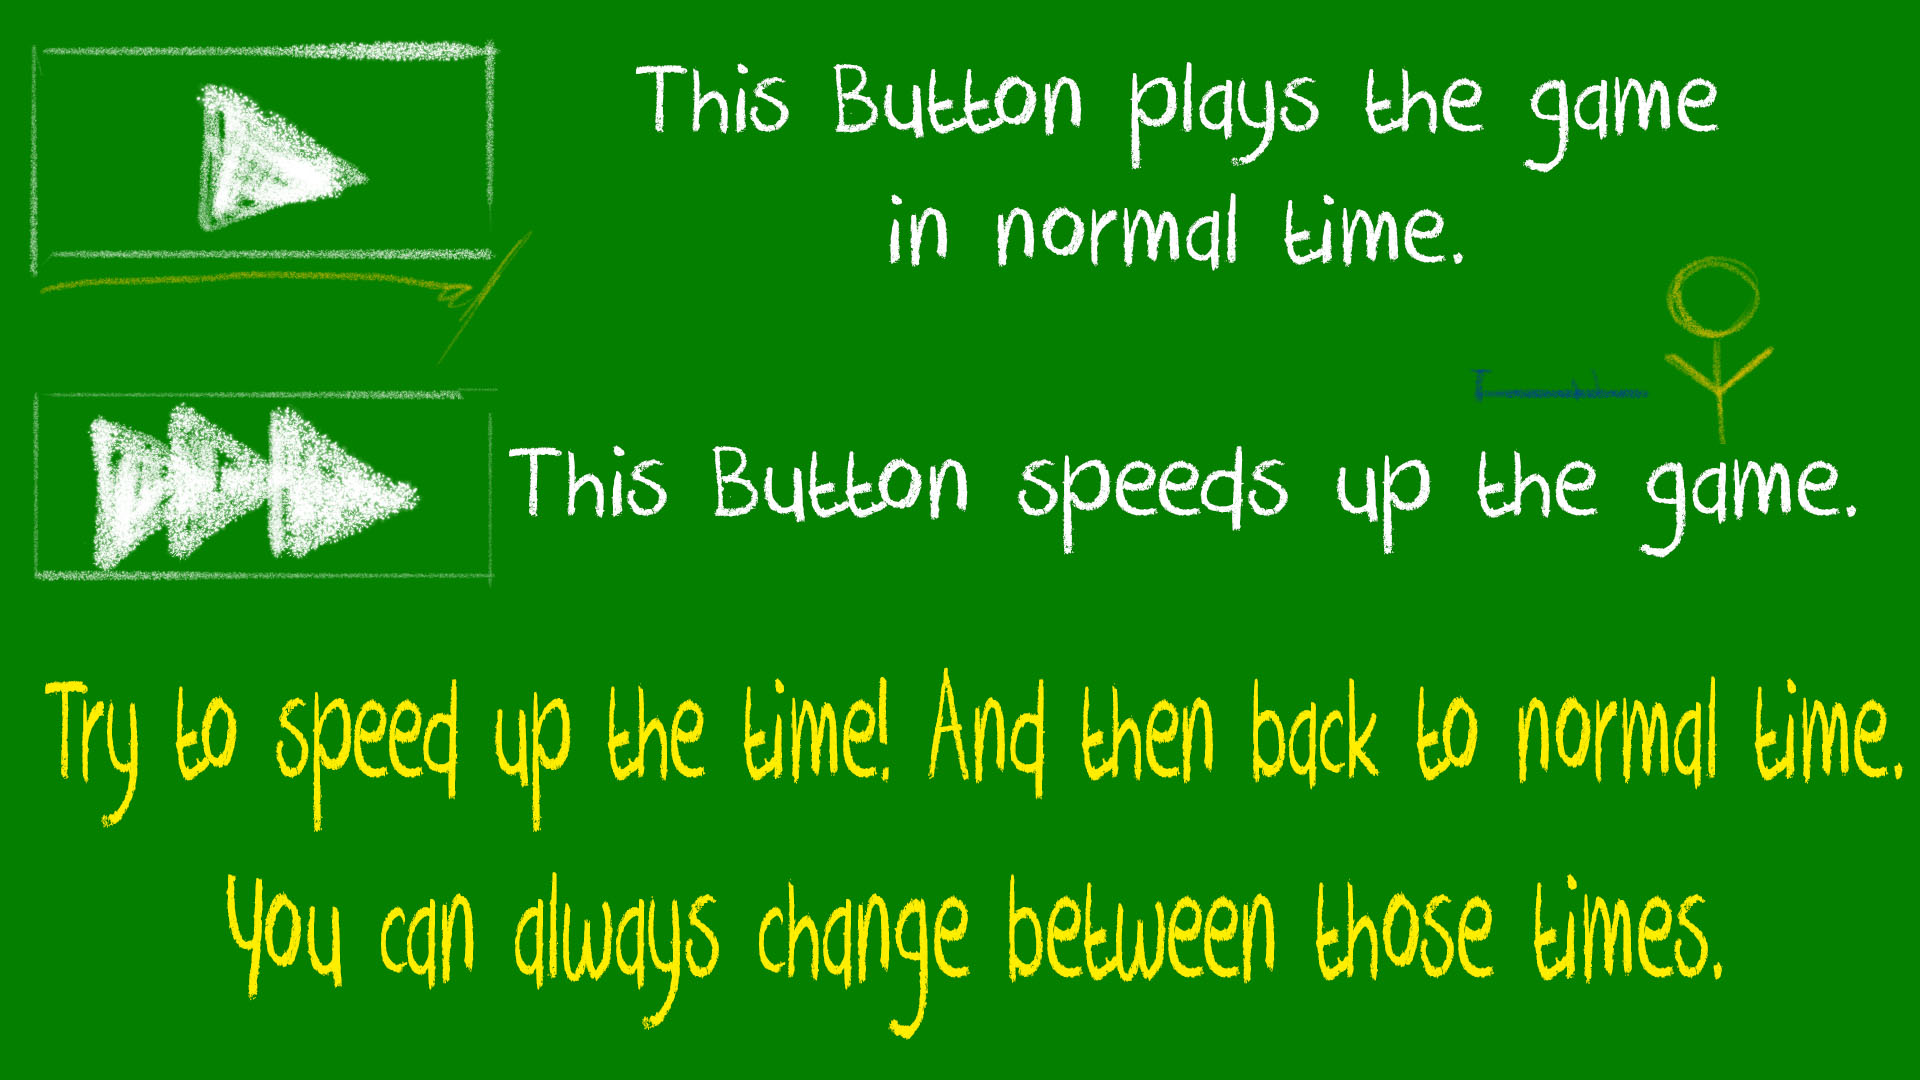 This Button plays the game
in normal time.
This Button speeds up the game.
Try to speed up the time! And then back to normal time.
You can always change between those times.